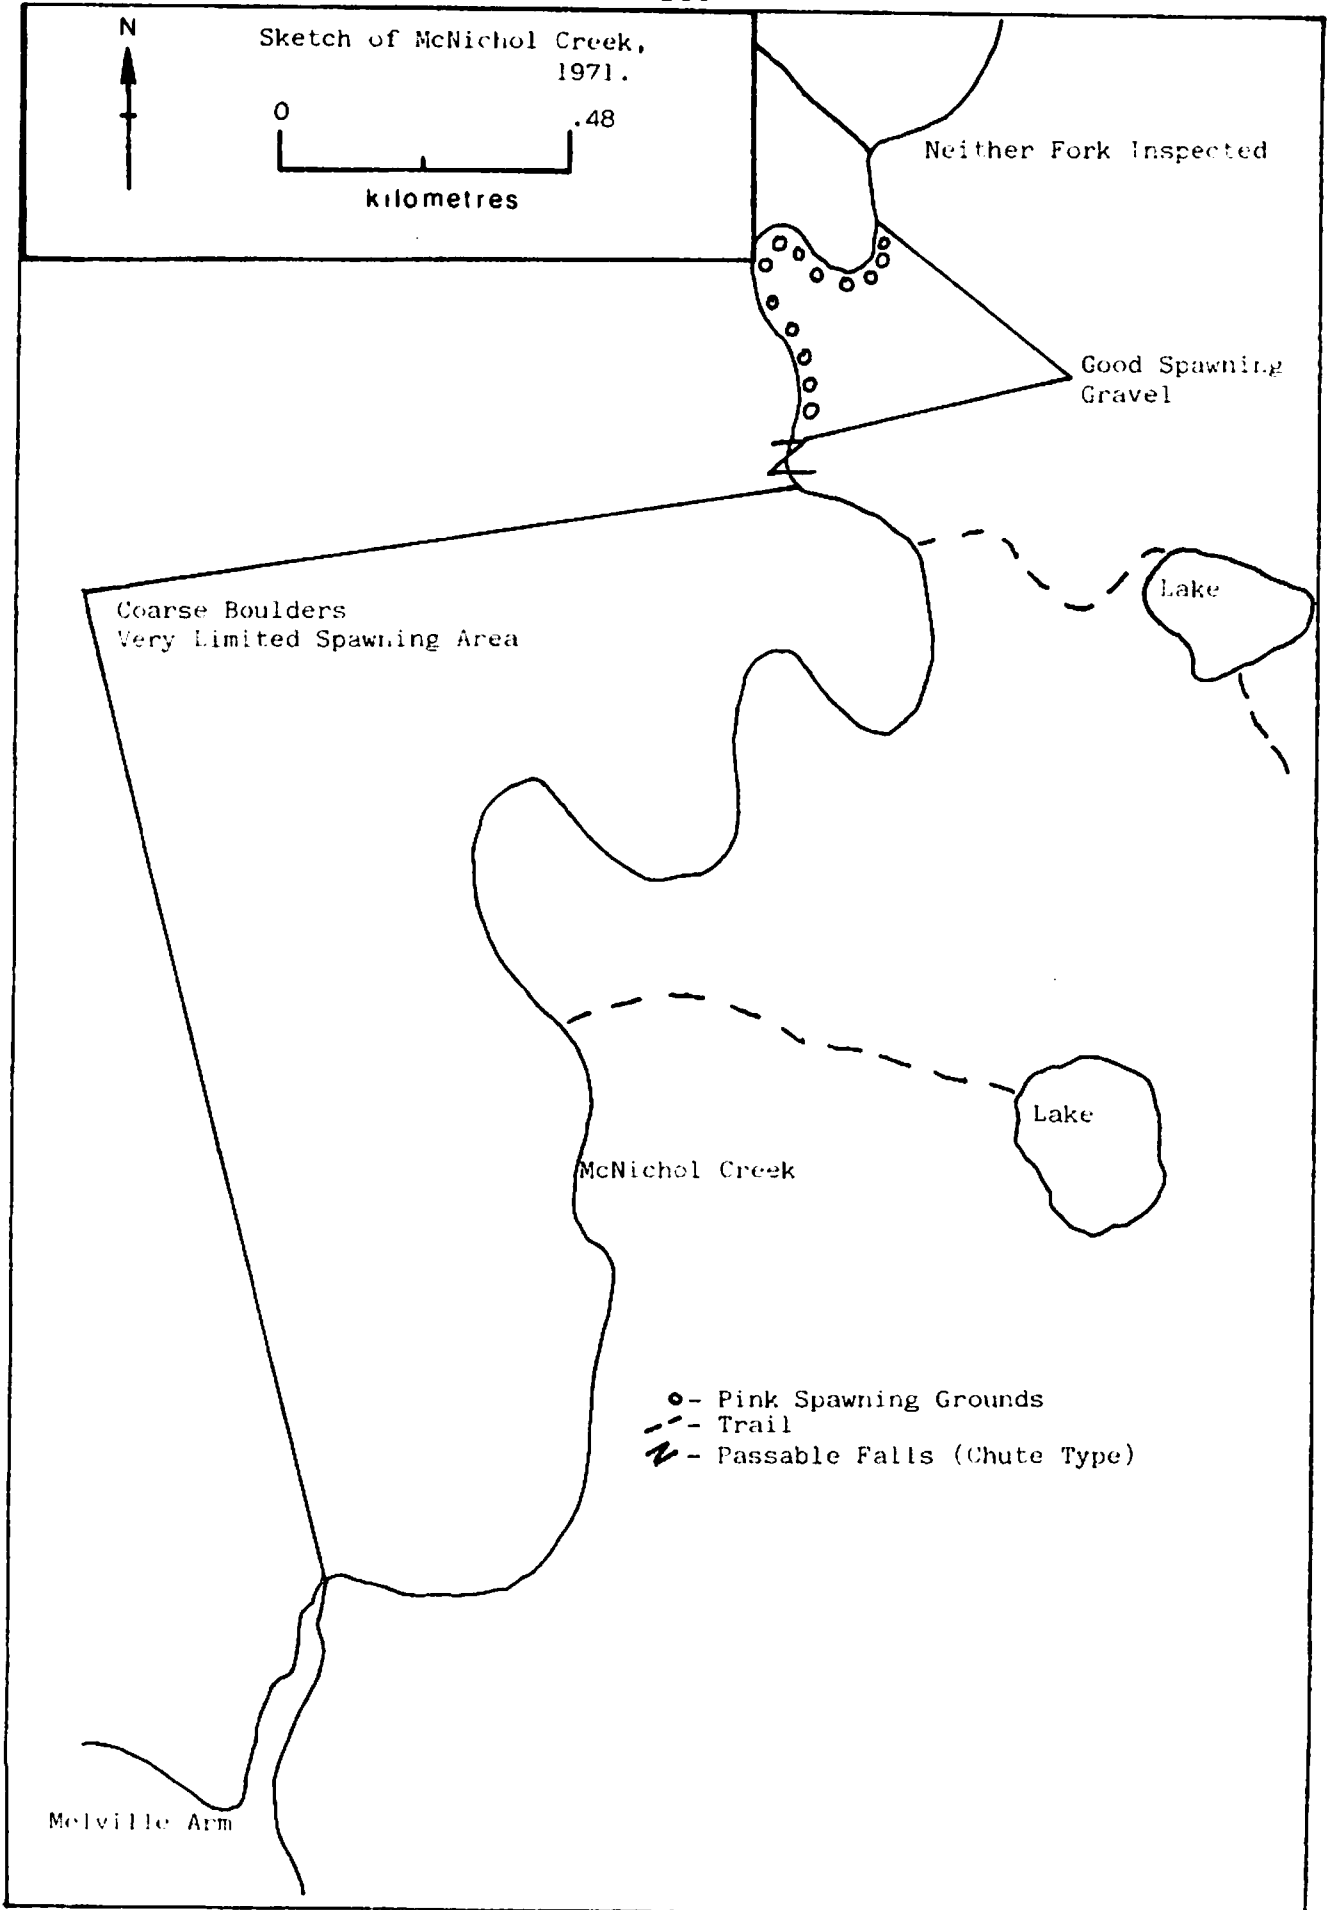 N
Sketch of McNichol Creek,
1971.
0 .48
kilometres
Neither Fork Inspected
Good Spawning
Gravel
Lake
Coarse Boulders
Very Limited Spawning Area
Lake
McNichol Creek
o- Pink Spawning Grounds
- Trail
- Passable Falls (Chute Type)
Melville Arm